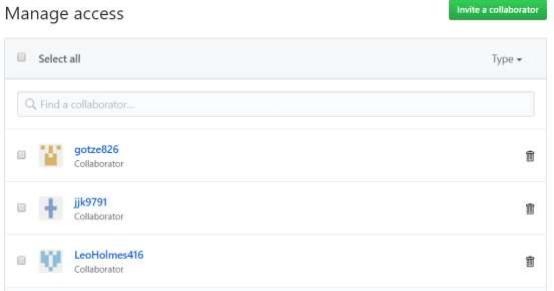 Manage access
Invite a collaborator
Select all
Type
Find a collaborator...
gotze826
Collaborator
jjk9791
Collaborator
LeoHolmes416
Collaborator